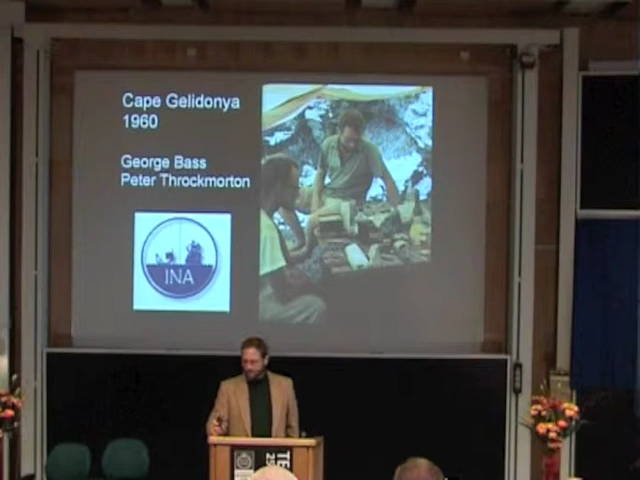 Cape Gelidonya
1960
George Bass
Peter Throckmorton
INA